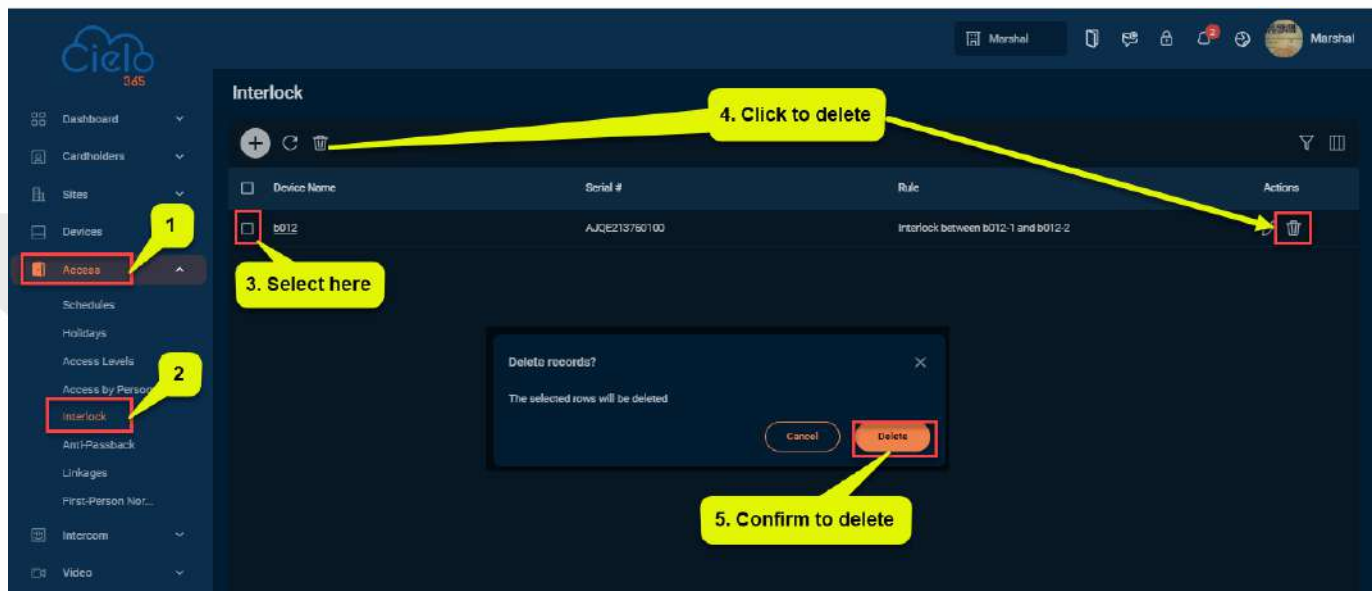 Cielo
365
Marshal
2
Marshal
Interlock
4. Click to delete
Dashboard
Cardholders
Sites
Devices
1
Access
Schedules
Holidays
Access Levels
Access by Person
2
Interlock
Anti-Passback
Linkages
First-Person Nor...
Intercom
Video
Device Name
Serial #
Rule
Actions
b012
AJQE213760100
Interlock between b012-1 and b012-2
3. Select here
Delete records?
The selected rows will be deleted
Cancel
Delete
5. Confirm to delete